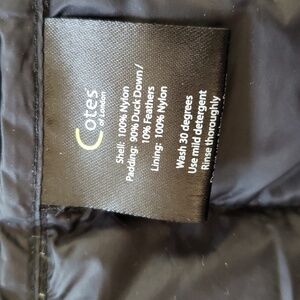 Cotes
of London
Shell: 100% Nylon
Padding: 90% Duck Down /
10% Feathers
Lining: 100% Nylon
Wash 30 degrees
Use mild detergent
Rinse thoroughly